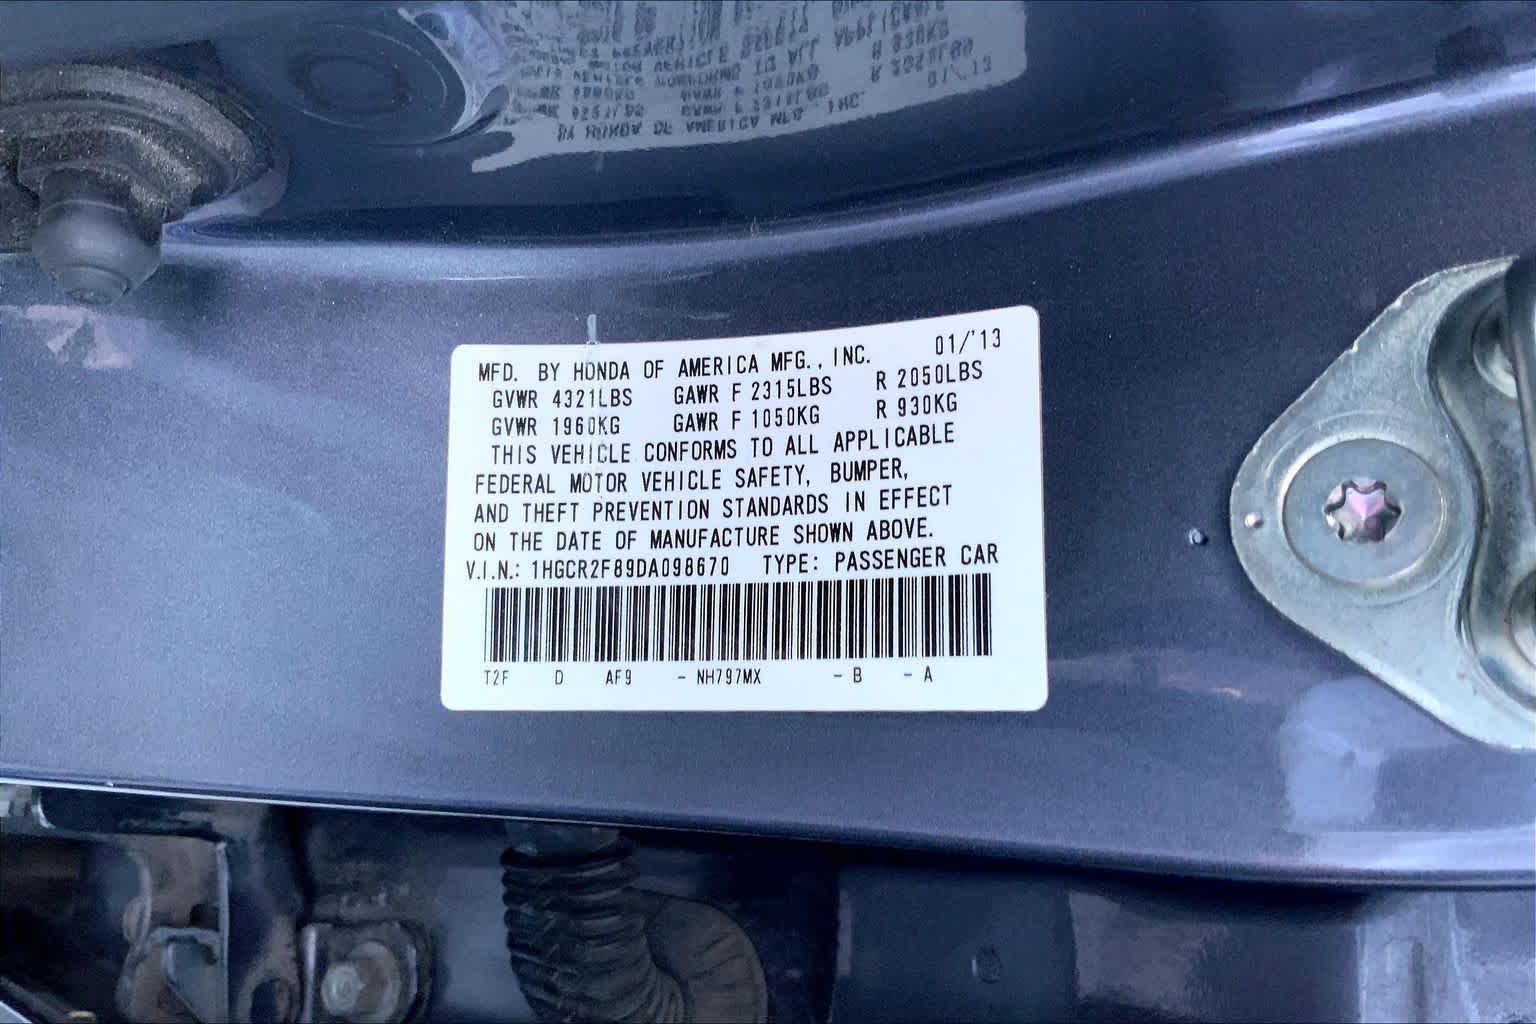 MFD. BY HONDA OF AMERICA MFG., INC. 01/'13
GVWR 4321LBS GAWR F 2315LBS R 2050LBS
GVWR 1960KG GAWR F 1050KG R 930KG
THIS VEHICLE CONFORMS TO ALL APPLICABLE
FEDERAL MOTOR VEHICLE SAFETY, BUMPER,
AND THEFT PREVENTION STANDARDS IN EFFECT
ON THE DATE OF MANUFACTURE SHOWN ABOVE.
V.I.N.: 1HGCR2F89DA098670 TYPE: PASSENGER CAR
T2F D AF9 - NH797MX - B - A